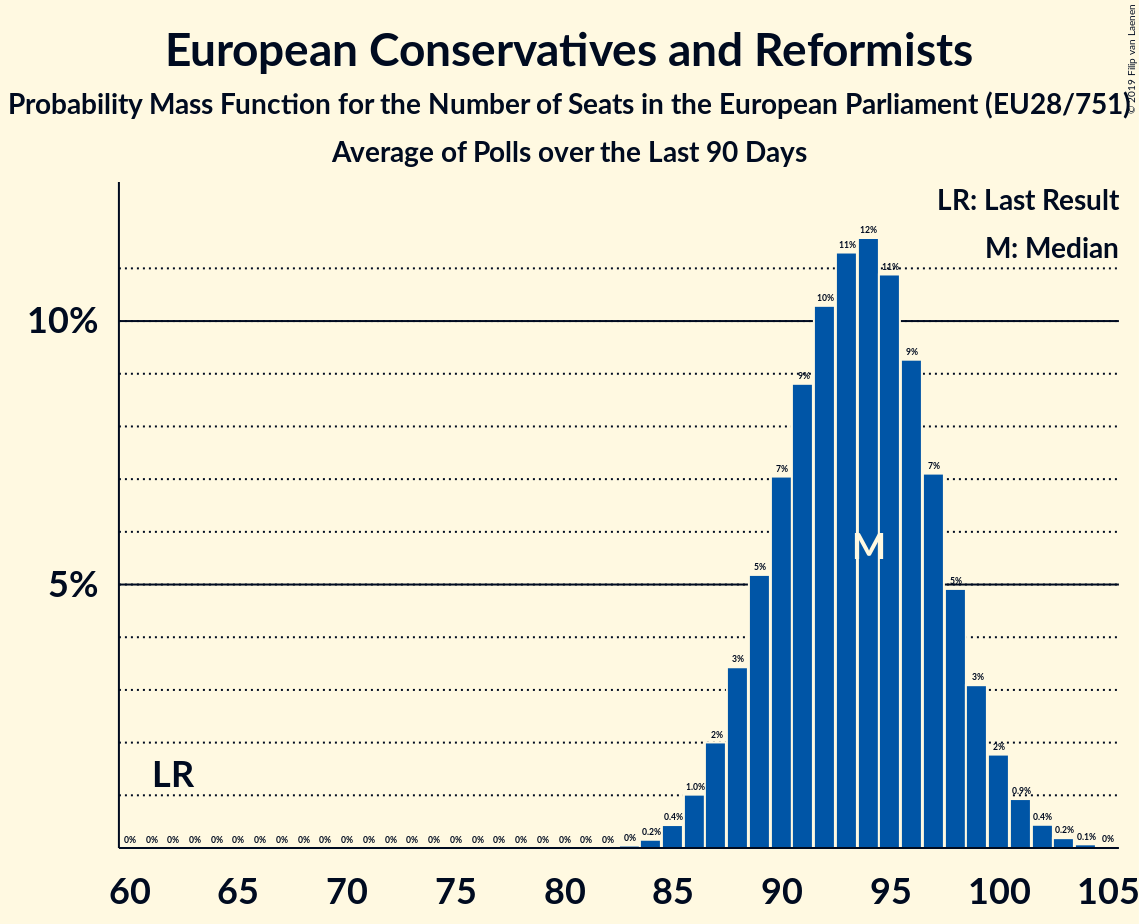 European Conservatives and Reformists
Probability Mass Function for the Number of Seats in the European Parliament (EU28/751)
Average of Polls over the Last 90 Days
© 2019 Filip van Laenen
LR: Last Result
M: Median
10%
5%
LR
M
0% 0% 0% 0% 0% 0% 0% 0% 0% 0% 0% 0% 0% 0% 0% 0% 0% 0% 0% 0% 0% 0% 0% 0% 0.2% 0.4% 1.0% 2% 3% 5% 7% 9% 10% 11% 12% 11% 9% 7% 5% 3% 2% 0.9% 0.4% 0.2% 0.1% 0%
60 65 70 75 80 85 90 95 100 105